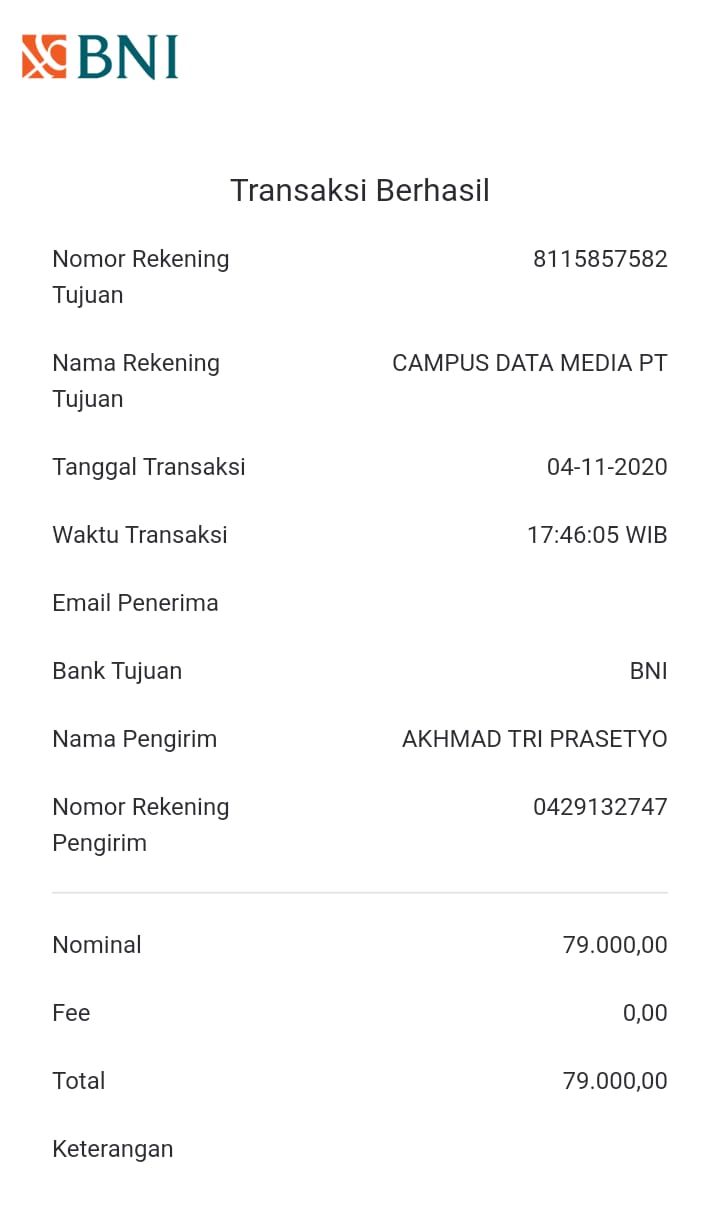 BNI
Transaksi Berhasil
Nomor Rekening Tujuan 8115857582
Nama Rekening Tujuan CAMPUS DATA MEDIA PT
Tanggal Transaksi 04-11-2020
Waktu Transaksi 17:46:05 WIB
Email Penerima
Bank Tujuan BNI
Nama Pengirim AKHMAD TRI PRASETYO
Nomor Rekening Pengirim 0429132747
Nominal 79.000,00
Fee 0,00
Total 79.000,00
Keterangan